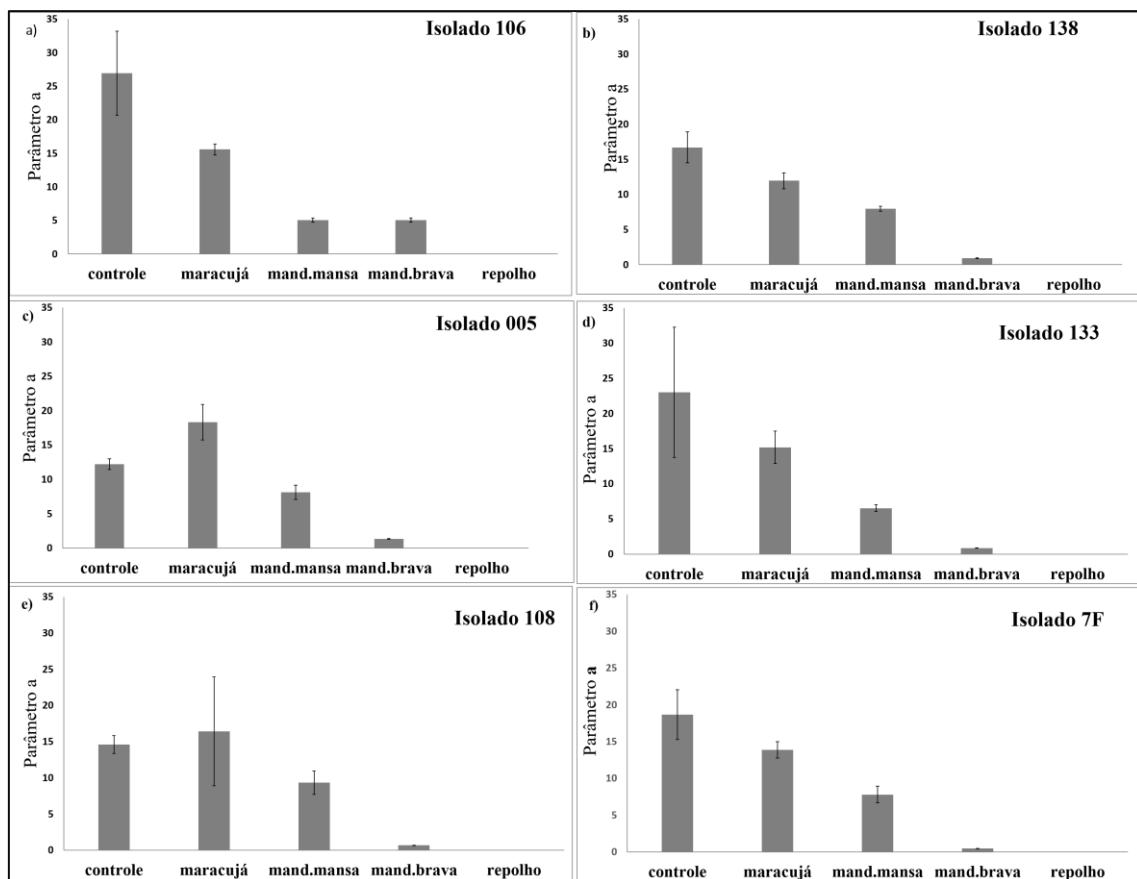 a)
Isolado 106
Parâmetro a
35
30
25
20
15
10
5
0
controle maracujá mand.mansa mand.brava repolho
b)
Isolado 138
Parâmetro a
35
30
25
20
15
10
5
0
controle maracujá mand.mansa mand.brava repolho
c)
Isolado 005
Parâmetro a
35
30
25
20
15
10
5
0
controle maracujá mand.mansa mand.brava repolho
d)
Isolado 133
Parâmetro a
35
30
25
20
15
10
5
0
controle maracujá mand.mansa mand.brava repolho
e)
Isolado 108
Parâmetro a
35
30
25
20
15
10
5
0
controle maracujá mand.mansa mand.brava repolho
f)
Isolado 7F
Parâmetro a
35
30
25
20
15
10
5
0
controle maracujá mand.mansa mand.brava repolho